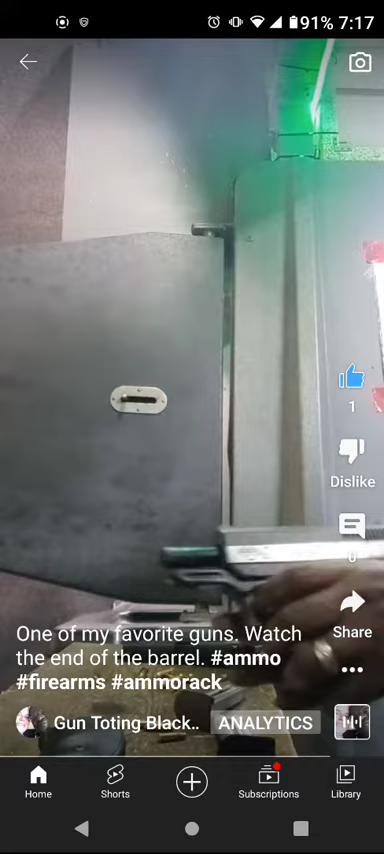 91% 7:17
1
Dislike
0
One of my favorite guns. Watch
the end of the barrel. #ammo
#firearms #ammorack
Share
Gun Toting Black.. ANALYTICS
Home Shorts Subscriptions Library